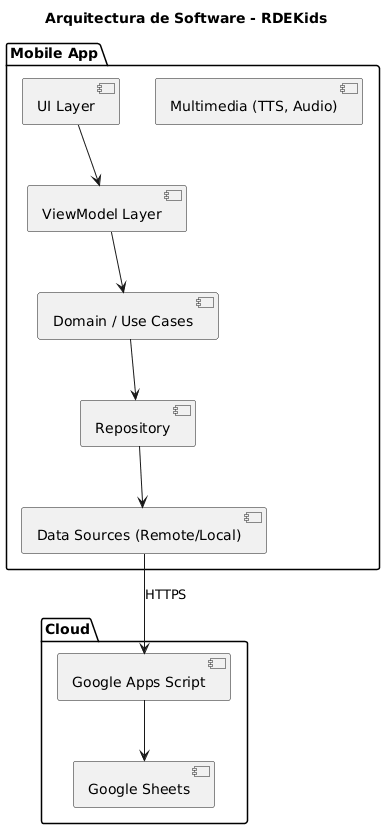 Arquitectura de Software - RDEKids
Mobile App
UI Layer
Multimedia (TTS, Audio)
ViewModel Layer
Domain / Use Cases
Repository
Data Sources (Remote/Local)
HTTPS
Cloud
Google Apps Script
Google Sheets